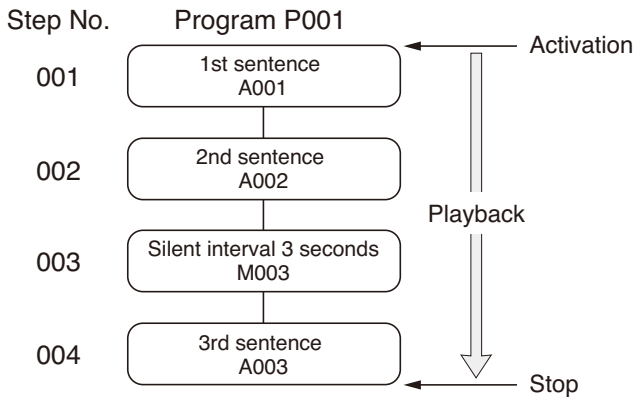 Step No. Program P001
Activation
001 1st sentence
A001
002 2nd sentence
A002
Playback
003 Silent interval 3 seconds
M003
004 3rd sentence
A003
Stop